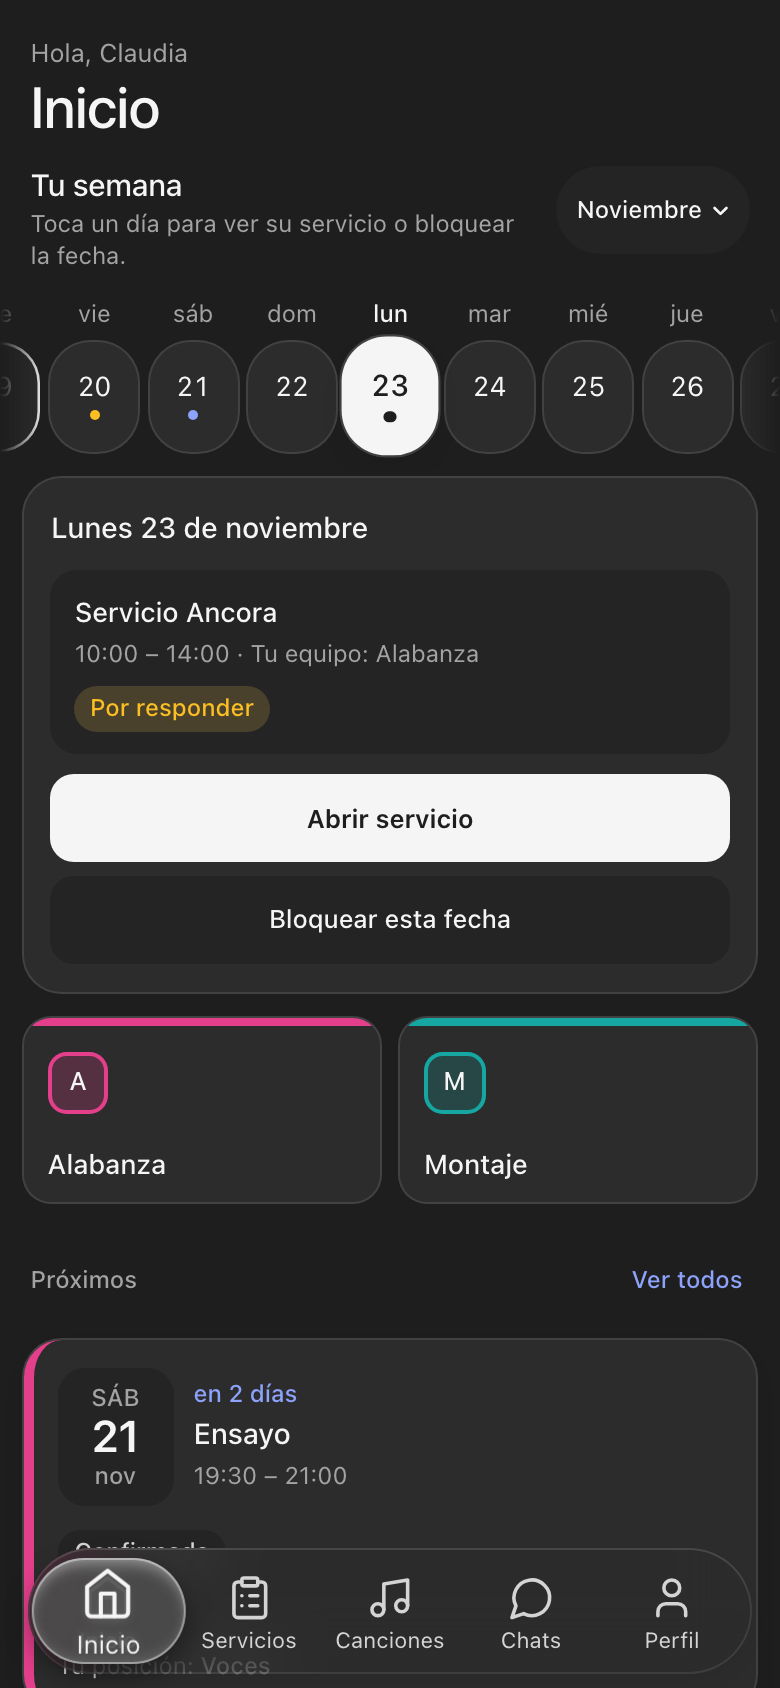 Hola, Claudia
Inicio
Tu semana
Toca un día para ver su servicio o bloquear
la fecha.
Noviembre
vie sáb dom lun mar mié jue
20 21 22 23 24 25 26
Lunes 23 de noviembre
Servicio Ancora
10:00 – 14:00 · Tu equipo: Alabanza
Por responder
Abrir servicio
Bloquear esta fecha
A
Alabanza
M
Montaje
Próximos
Ver todos
SÁB
21
nov
en 2 días
Ensayo
19:30 – 21:00
Inicio
Servicios
Canciones
Chats
Perfil
Tu posición: Voces